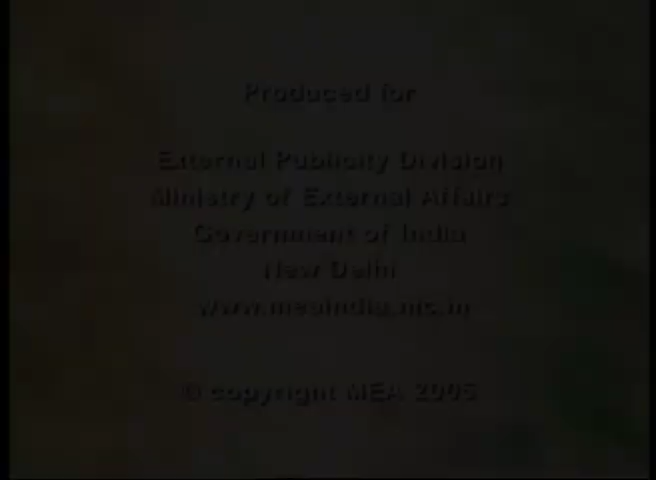 Produced for
External Publicity Division
Ministry of External Affairs
Government of India
New Delhi
www.meaindia.nic.in
© copyright MEA 2005